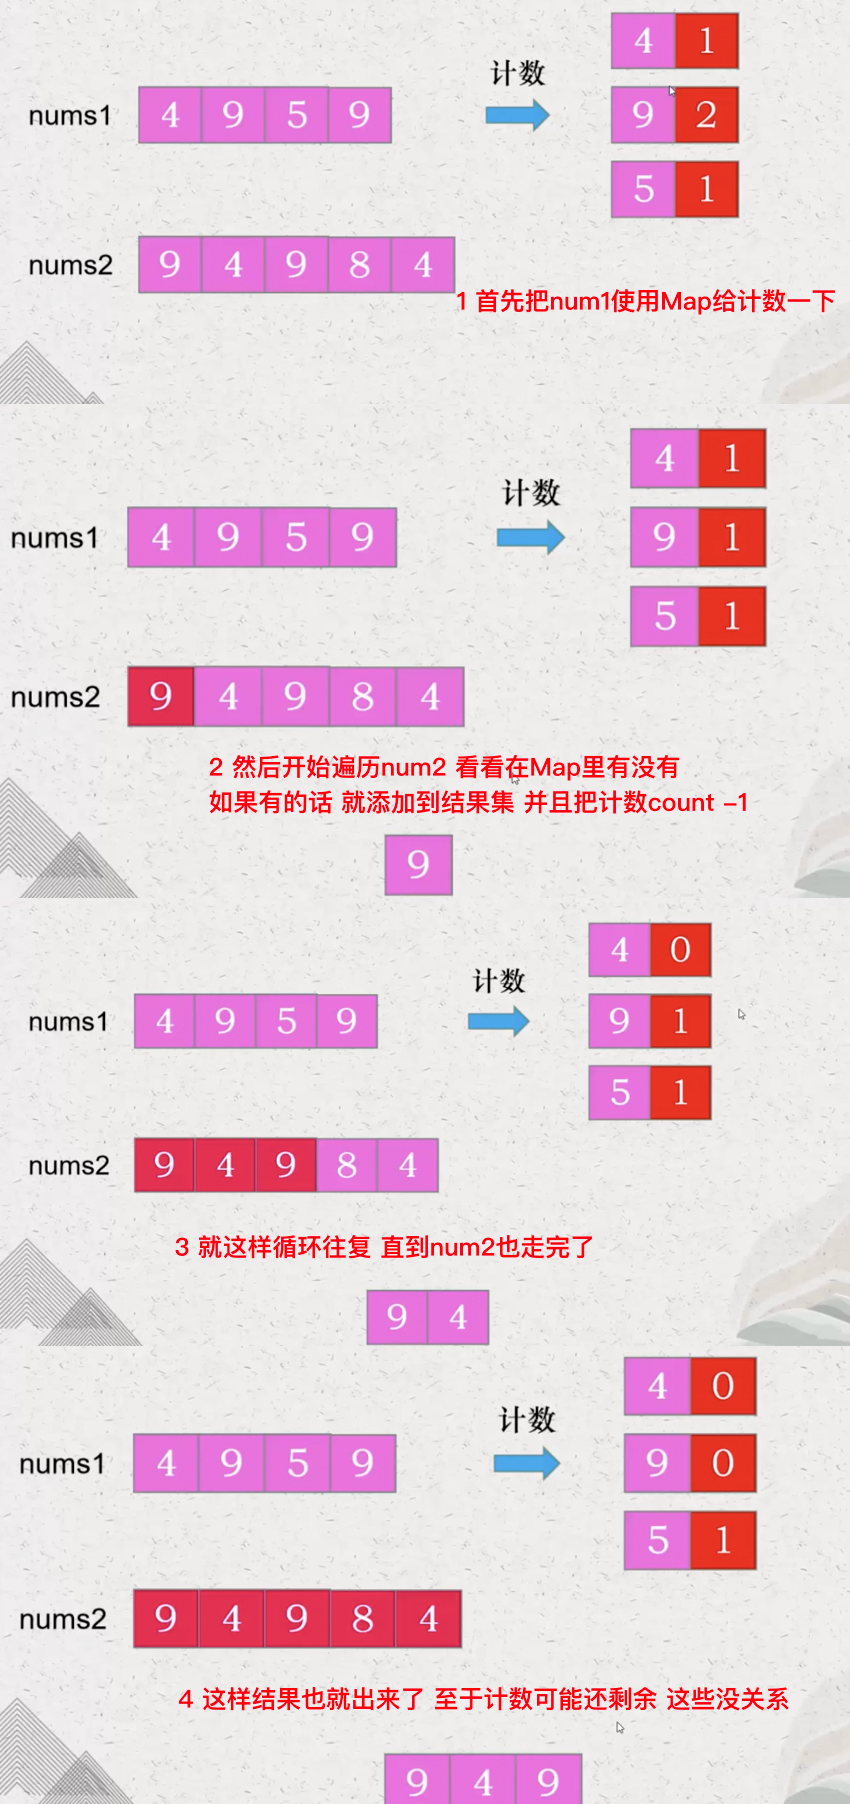 4 1
计数
nums1 4 9 5 9 9 2
5 1
nums2 9 4 9 8 4
1 首先把num1使用Map给计数一下
4 1
计数
nums1 4 9 5 9 9 1
5 1
nums2 9 4 9 8 4
2 然后开始遍历num2 看看在Map里有没有
如果有的话 就添加到结果集 并且把计数count -1
9
4 0
计数
nums1 4 9 5 9 9 1
5 1
nums2 9 4 9 8 4
3 就这样循环往复 直到num2也走完了
9 4
4 0
计数
nums1 4 9 5 9 9 0
5 1
nums2 9 4 9 8 4
4 这样结果也就出来了 至于计数可能还剩余 这些没关系
9 4 9